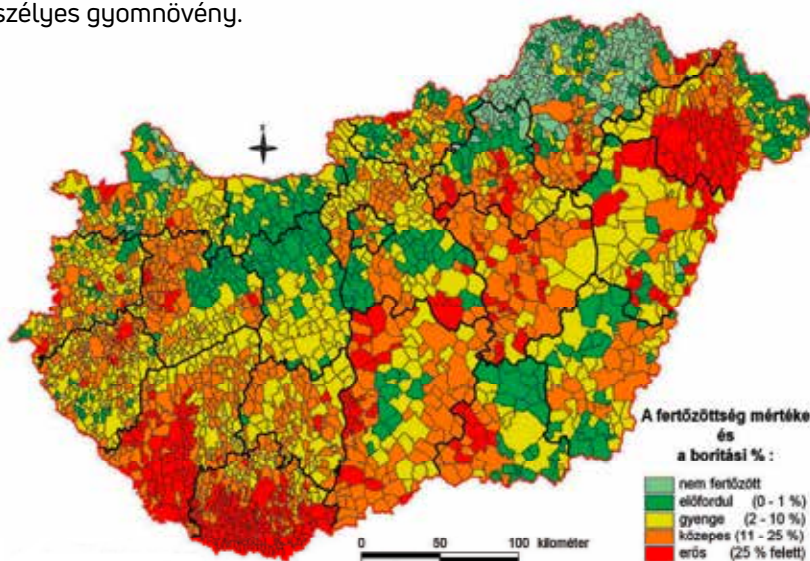 szélyes gyomnövény.
A fertőzöttség mértéke
és
a borítási % :
nem fertőzött
előfordul (0 - 1 %)
gyenge (2 - 10 %)
közepes (11 - 25 %)
erős (25 % felett)
0 50 100 kilométer